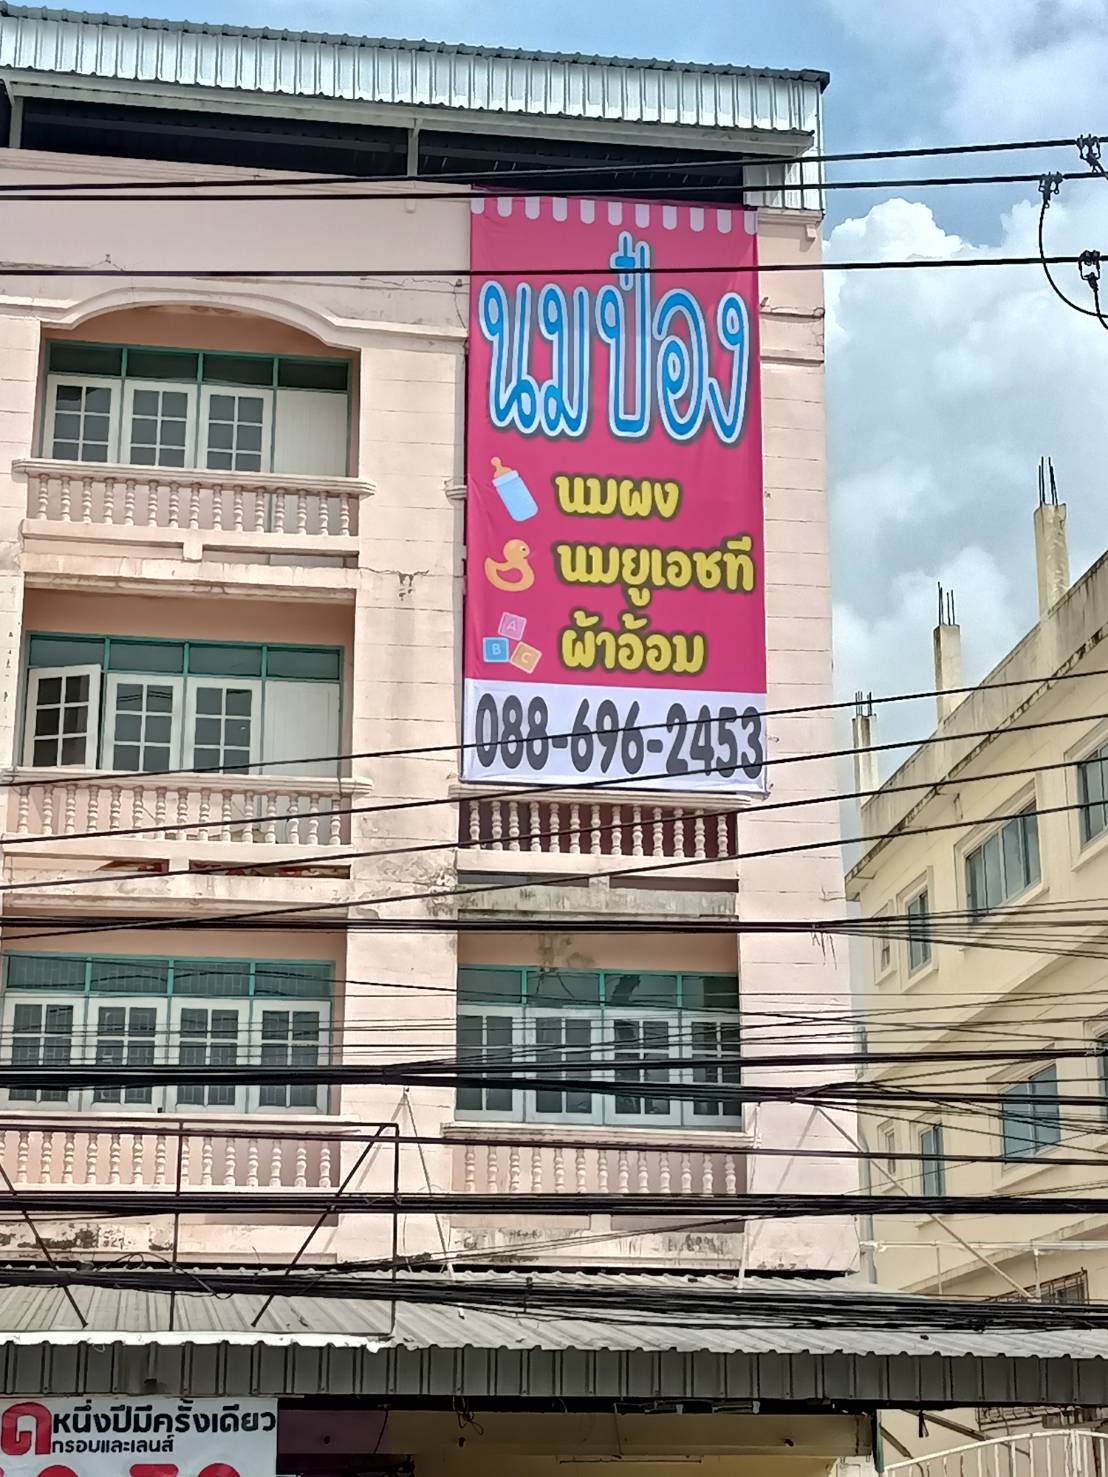 นมป๋อง
นมผง
นมยูเอชที
ผ้าอ้อม
A
B
C
088-696-2453
หนึ่งปีมีครั้งเดียว
กรอบและเลนส์